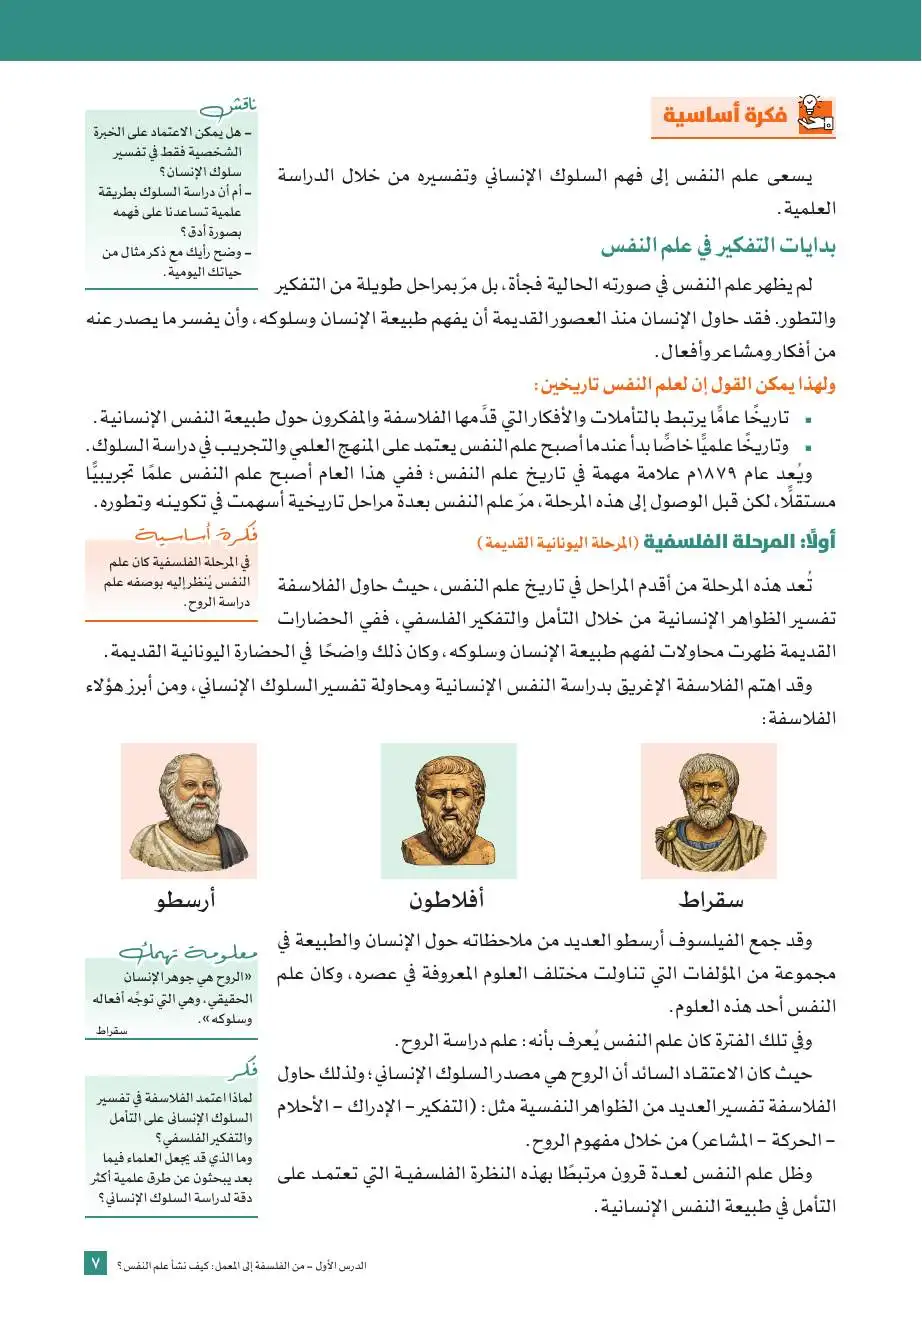 فكرة أساسية
يسعى علم النفس إلى فهم السلوك الإنساني وتفسيره من خلال الدراسة
العلمية.
ناقش
- هل يمكن الاعتماد على الخبرة
الشخصية فقط في تفسير
سلوك الإنسان؟
- أم أن دراسة السلوك بطريقة
علمية تساعدنا على فهمه
بصورة أدق؟
- وضح رأيك مع ذكر مثال من
حياتك اليومية.
بدايات التفكير في علم النفس
لم يظهر علم النفس في صورته الحالية فجأة، بل مرّ بمراحل طويلة من التفكير
والتطور. فقد حاول الإنسان منذ العصور القديمة أن يفهم طبيعة الإنسان وسلوكه، وأن يفسر ما يصدر عنه
من أفكار ومشاعر وأفعال.
ولهذا يمكن القول إن لعلم النفس تاريخين:
▪ تاريخًا عامًّا يرتبط بالتأملات والأفكار التي قدَّمها الفلاسفة والمفكرون حول طبيعة النفس الإنسانية.
▪ وتاريخًا علميًّا خاصًّا بدأ عندما أصبح علم النفس يعتمد على المنهج العلمي والتجريب في دراسة السلوك.
ويُعد عام ١٨٧٩م علامة مهمة في تاريخ علم النفس؛ ففي هذا العام أصبح علم النفس علمًا تجريبيًّا
مستقلًّا، لكن قبل الوصول إلى هذه المرحلة، مرّ علم النفس بعدة مراحل تاريخية أسهمت في تكوينه وتطوره.
أولًا: المرحلة الفلسفية (المرحلة اليونانية القديمة)
فكرة أساسية
في المرحلة الفلسفية كان علم
النفس يُنظر إليه بوصفه علم
دراسة الروح.
تُعد هذه المرحلة من أقدم المراحل في تاريخ علم النفس، حيث حاول الفلاسفة
تفسير الظواهر الإنسانية من خلال التأمل والتفكير الفلسفي، ففي الحضارات
القديمة ظهرت محاولات لفهم طبيعة الإنسان وسلوكه، وكان ذلك واضحًا في الحضارة اليونانية القديمة.
وقد اهتم الفلاسفة الإغريق بدراسة النفس الإنسانية ومحاولة تفسير السلوك الإنساني، ومن أبرز هؤلاء
الفلاسفة:
سقراط
أفلاطون
أرسطو
وقد جمع الفيلسوف أرسطو العديد من ملاحظاته حول الإنسان والطبيعة في
مجموعة من المؤلفات التي تناولت مختلف العلوم المعروفة في عصره، وكان علم
النفس أحد هذه العلوم.
معلومة تهمك
«الروح هي جوهر الإنسان
الحقيقي، وهي التي توجِّه أفعاله
وسلوكه».
سقراط
وفي تلك الفترة كان علم النفس يُعرف بأنه: علم دراسة الروح.
حيث كان الاعتقاد السائد أن الروح هي مصدر السلوك الإنساني؛ ولذلك حاول
الفلاسفة تفسير العديد من الظواهر النفسية مثل: (التفكير - الإدراك - الأحلام
- الحركة - المشاعر) من خلال مفهوم الروح.
وظل علم النفس لعدة قرون مرتبطًا بهذه النظرة الفلسفية التي تعتمد على
التأمل في طبيعة النفس الإنسانية.
فكر
لماذا اعتمد الفلاسفة في تفسير
السلوك الإنسانى على التأمل
والتفكير الفلسفي؟
وما الذي قد يجعل العلماء فيما
بعد يبحثون عن طرق علمية أكثر
دقة لدراسة السلوك الإنساني؟
الدرس الأول - من الفلسفة إلى المعمل: كيف نشأ علم النفس؟
٧